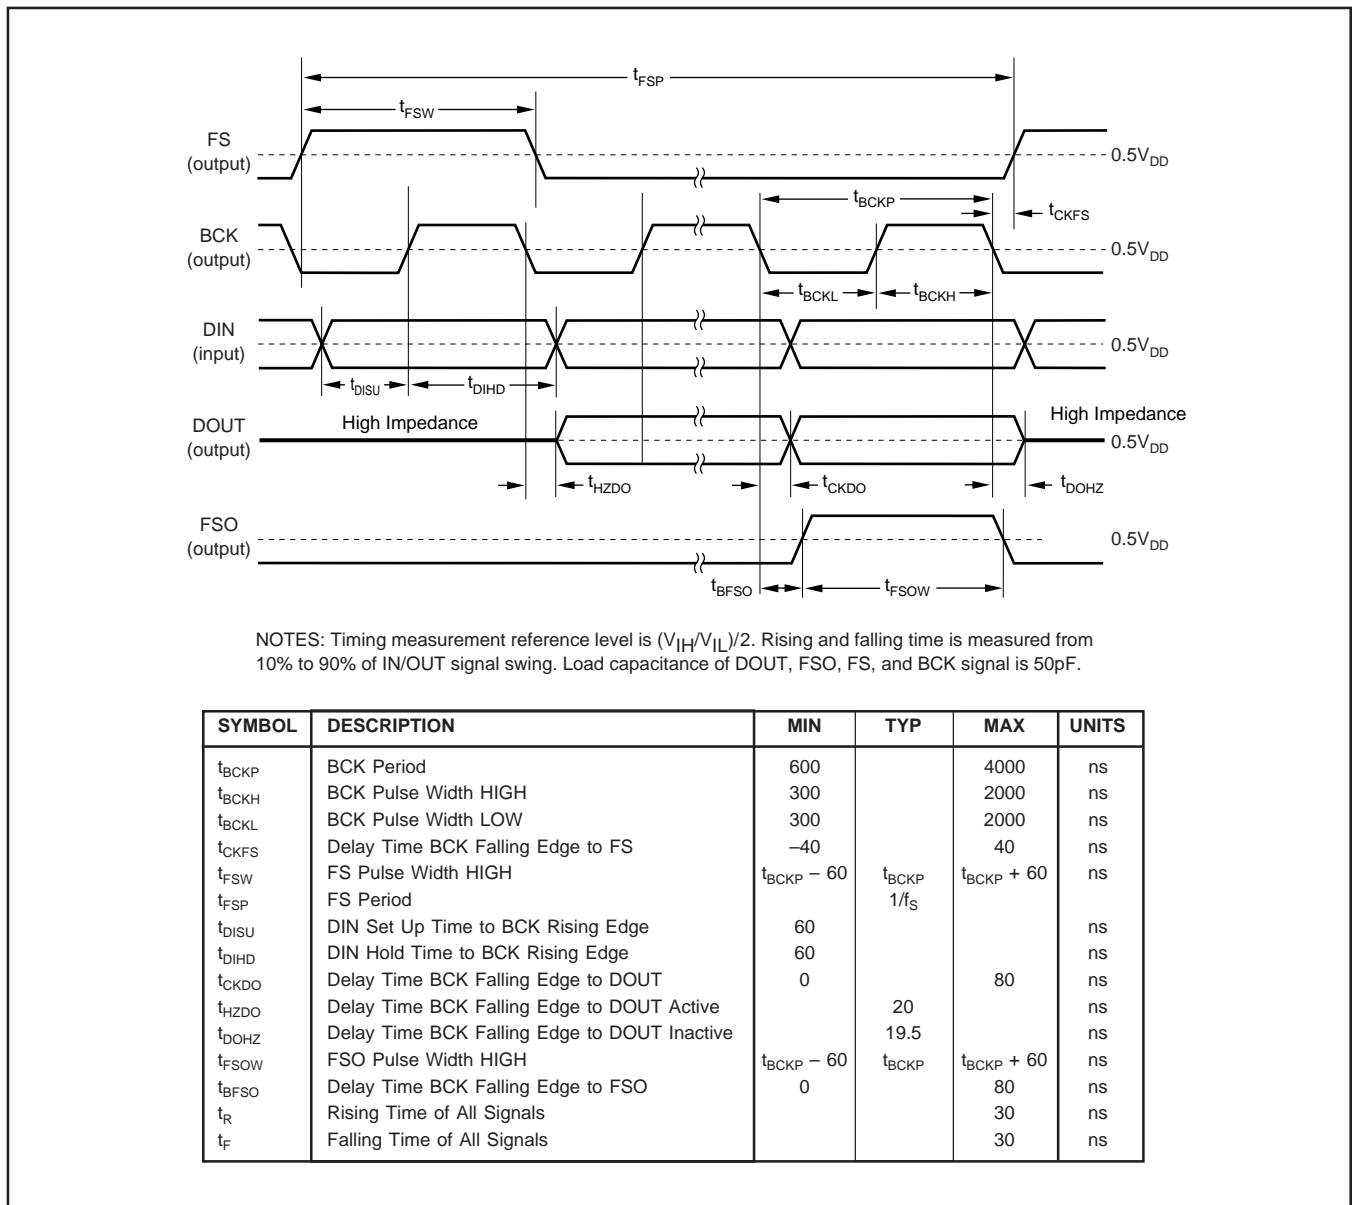 tFSP
tFSW
FS
(output)
0.5VDD
tBCKP
tCKFS
BCK
(output)
0.5VDD
tBCKL
tBCKH
DIN
(input)
0.5VDD
tDISU
tDIHD
DOUT
(output)
High Impedance
High Impedance
0.5VDD
tHZDO
tCKDO
tDOHZ
FSO
(output)
0.5VDD
tBFSO
tFSOW
NOTES: Timing measurement reference level is (VIH/VIL)/2. Rising and falling time is measured from
10% to 90% of IN/OUT signal swing. Load capacitance of DOUT, FSO, FS, and BCK signal is 50pF.
SYMBOL DESCRIPTION MIN TYP MAX UNITS
tBCKP BCK Period 600 4000 ns
tBCKH BCK Pulse Width HIGH 300 2000 ns
tBCKL BCK Pulse Width LOW 300 2000 ns
tCKFS Delay Time BCK Falling Edge to FS –40 40 ns
tFSW FS Pulse Width HIGH tBCKP – 60 tBCKP tBCKP + 60 ns
tFSP FS Period 1/fS
tDISU DIN Set Up Time to BCK Rising Edge 60 ns
tDIHD DIN Hold Time to BCK Rising Edge 60 ns
tCKDO Delay Time BCK Falling Edge to DOUT 0 80 ns
tHZDO Delay Time BCK Falling Edge to DOUT Active 20 ns
tDOHZ Delay Time BCK Falling Edge to DOUT Inactive 19.5 ns
tFSOW FSO Pulse Width HIGH tBCKP – 60 tBCKP tBCKP + 60 ns
tBFSO Delay Time BCK Falling Edge to FSO 0 80 ns
tR Rising Time of All Signals 30 ns
tF Falling Time of All Signals 30 ns